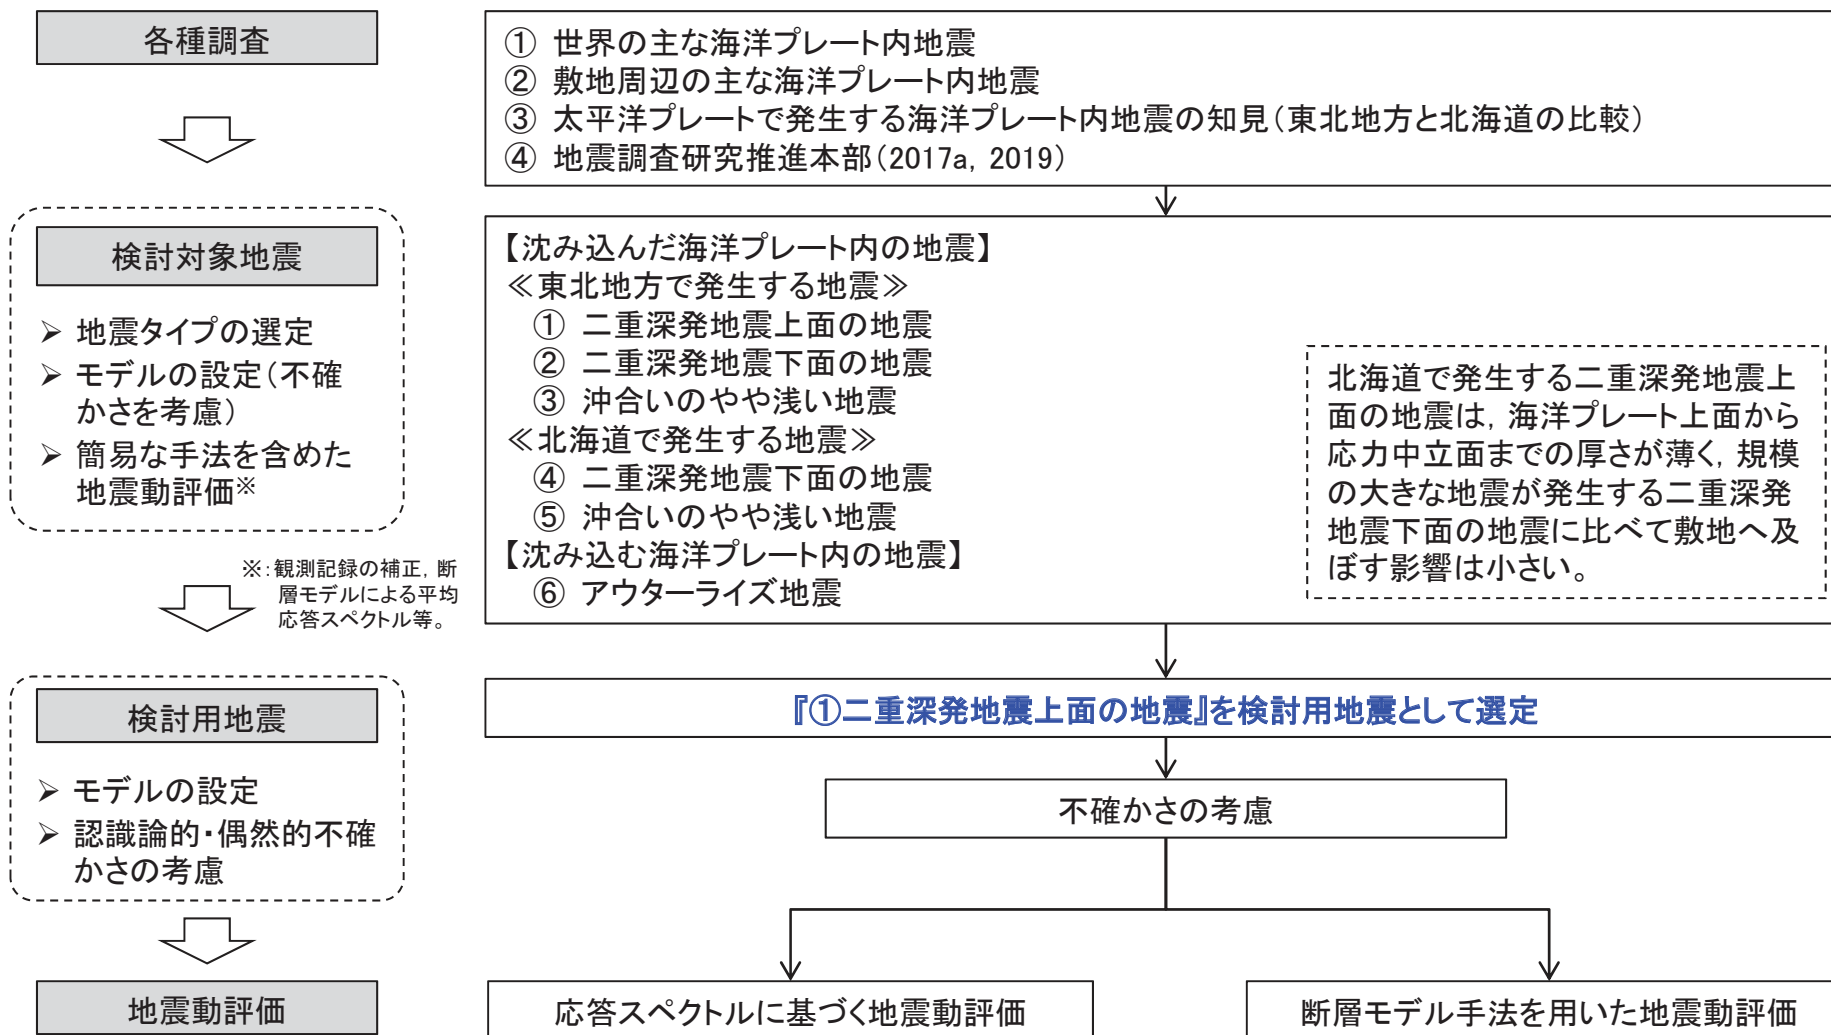 各種調査
① 世界の主な海洋プレート内地震
② 敷地周辺の主な海洋プレート内地震
③ 太平洋プレートで発生する海洋プレート内地震の知見(東北地方と北海道の比較)
④ 地震調査研究推進本部(2017a, 2019)
検討対象地震
➢ 地震タイプの選定
➢ モデルの設定(不確
かさを考慮)
➢ 簡易な手法を含めた
地震動評価※
※:観測記録の補正, 断
層モデルによる平均
応答スペクトル等。
【沈み込んだ海洋プレート内の地震】
≪東北地方で発生する地震≫
① 二重深発地震上面の地震
② 二重深発地震下面の地震
③ 沖合いのやや浅い地震
≪北海道で発生する地震≫
④ 二重深発地震下面の地震
⑤ 沖合いのやや浅い地震
【沈み込む海洋プレート内の地震】
⑥ アウターライズ地震
北海道で発生する二重深発地震上
面の地震は, 海洋プレート上面から
応力中立面までの厚さが薄く, 規模
の大きな地震が発生する二重深発
地震下面の地震に比べて敷地へ及
ぼす影響は小さい。
検討用地震
➢ モデルの設定
➢ 認識論的・偶然的不確
かさの考慮
『①二重深発地震上面の地震』を検討用地震として選定
不確かさの考慮
地震動評価
応答スペクトルに基づく地震動評価
断層モデル手法を用いた地震動評価